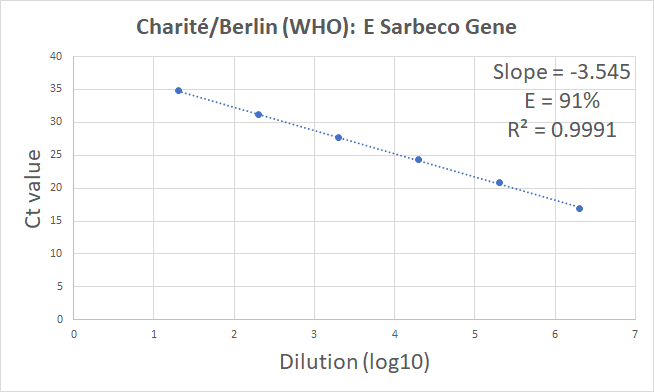 Charité/Berlin (WHO): E Sarbeco Gene
Slope = -3.545
E = 91%
R² = 0.9991
Ct value
40
35
30
25
20
15
10
5
0
0 1 2 3 4 5 6 7
Dilution (log10)